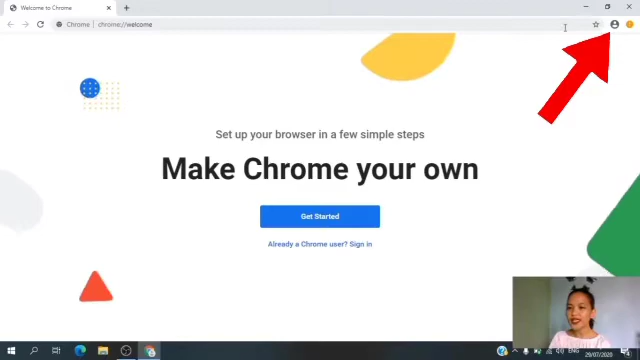 Welcome to Chrome
Chrome | chrome://welcome
Set up your browser in a few simple steps
Make Chrome your own
Get Started
Already a Chrome user? Sign in
ENG
29/07/2020